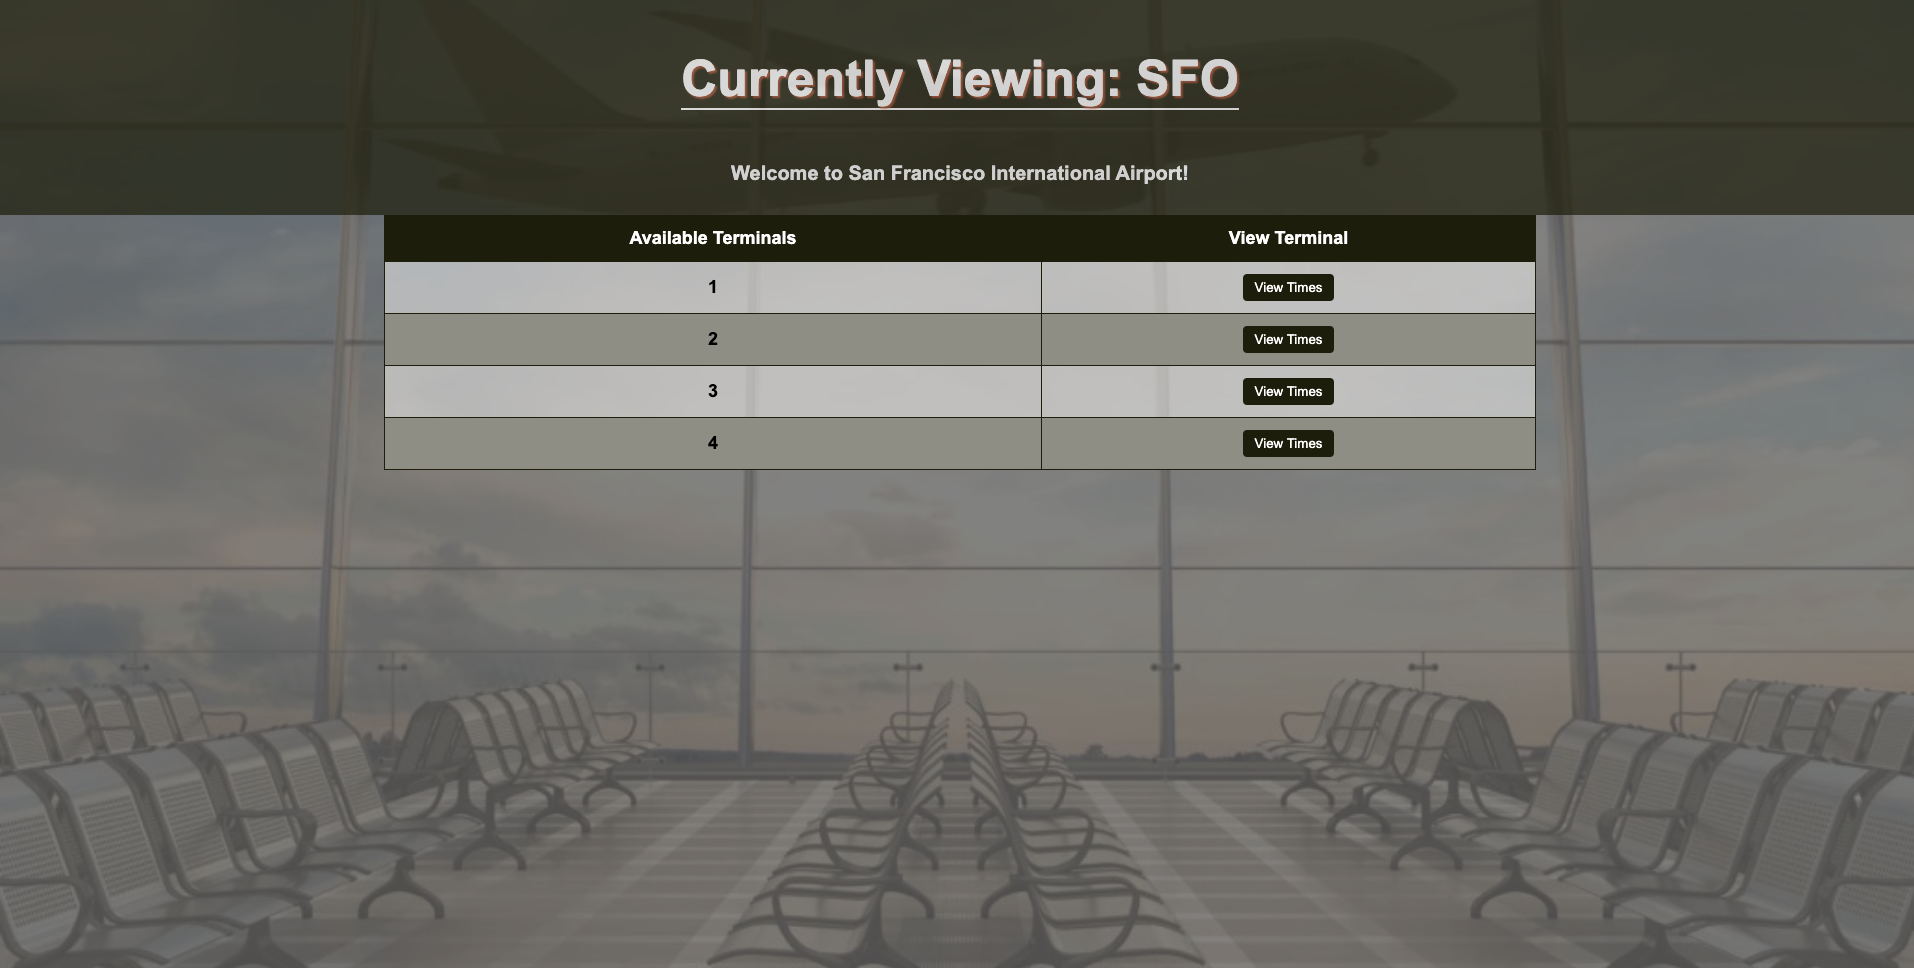 Currently Viewing: SFO
Welcome to San Francisco International Airport!
Available Terminals View Terminal
1 View Times
2 View Times
3 View Times
4 View Times